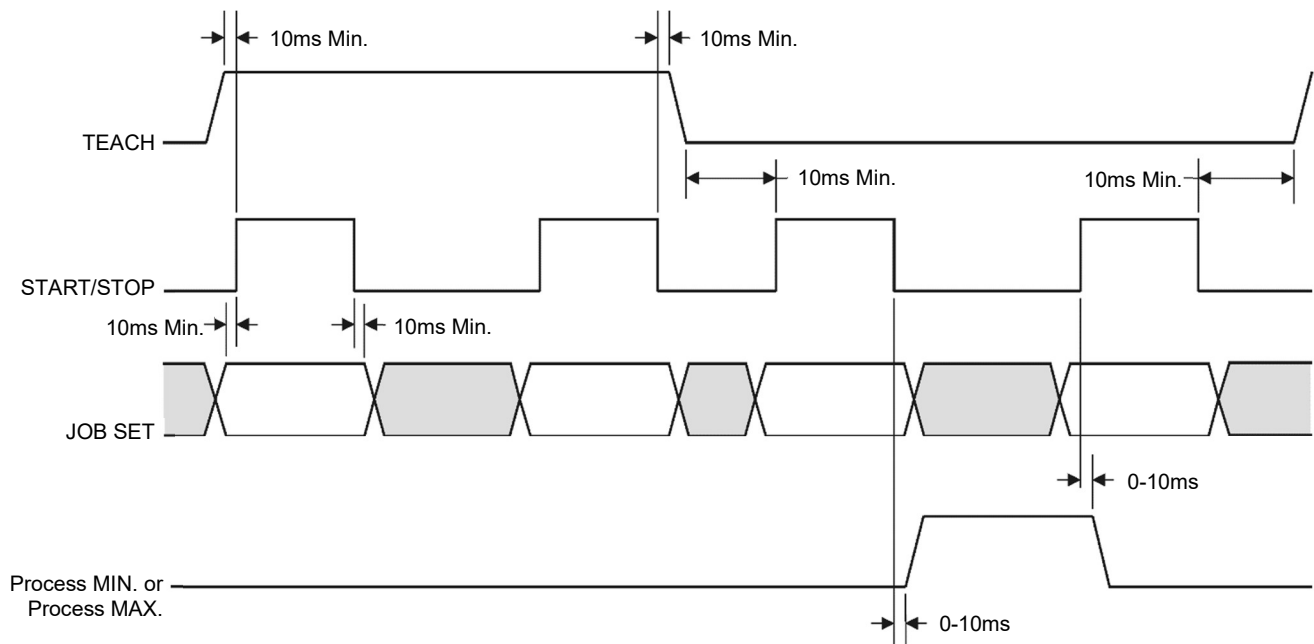 10ms Min.
10ms Min.
TEACH
10ms Min.
10ms Min.
START/STOP
10ms Min.
10ms Min.
JOB SET
0-10ms
Process MIN. or
Process MAX.
0-10ms